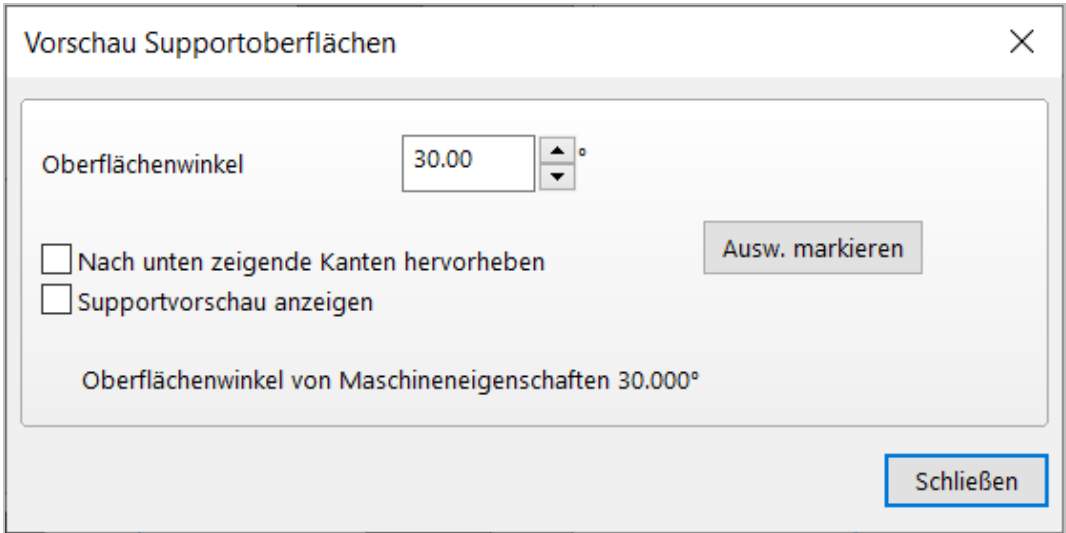 Vorschau Supportoberflächen
Oberflächenwinkel 30.00 °
Ausw. markieren
Nach unten zeigende Kanten hervorheben
Supportvorschau anzeigen
Oberflächenwinkel von Maschineneigenschaften 30.000°
Schließen